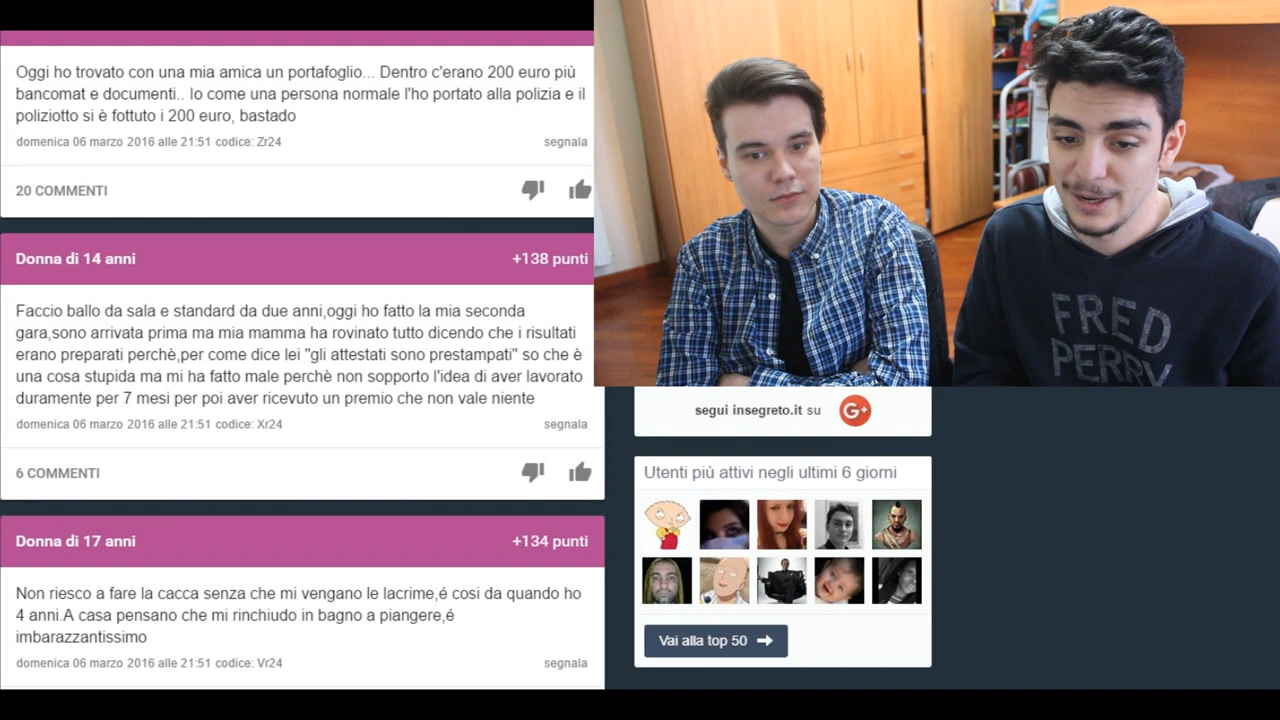 Oggi ho trovato con una mia amica un portafoglio... Dentro c'erano 200 euro più
bancomat e documenti.. Io come una persona normale l'ho portato alla polizia e il
poliziotto si è fottuto i 200 euro, bastado
domenica 06 marzo 2016 alle 21:51 codice: Zr24 segnala
20 COMMENTI
Donna di 14 anni +138 punti
Faccio ballo da sala e standard da due anni,oggi ho fatto la mia seconda
gara,sono arrivata prima ma mia mamma ha rovinato tutto dicendo che i risultati
erano preparati perchè,per come dice lei "gli attestati sono prestampati" so che è
una cosa stupida ma mi ha fatto male perchè non sopporto l'idea di aver lavorato
duramente per 7 mesi per poi aver ricevuto un premio che non vale niente
domenica 06 marzo 2016 alle 21:51 codice: Xr24 segnala
6 COMMENTI
Donna di 17 anni +134 punti
Non riesco a fare la cacca senza che mi vengano le lacrime,é cosi da quando ho
4 anni.A casa pensano che mi rinchiudo in bagno a piangere,é
imbarazzantissimo
domenica 06 marzo 2016 alle 21:51 codice: Vr24 segnala
FRED
PERRY
segui insegreto.it su G+
Utenti più attivi negli ultimi 6 giorni
Vai alla top 50